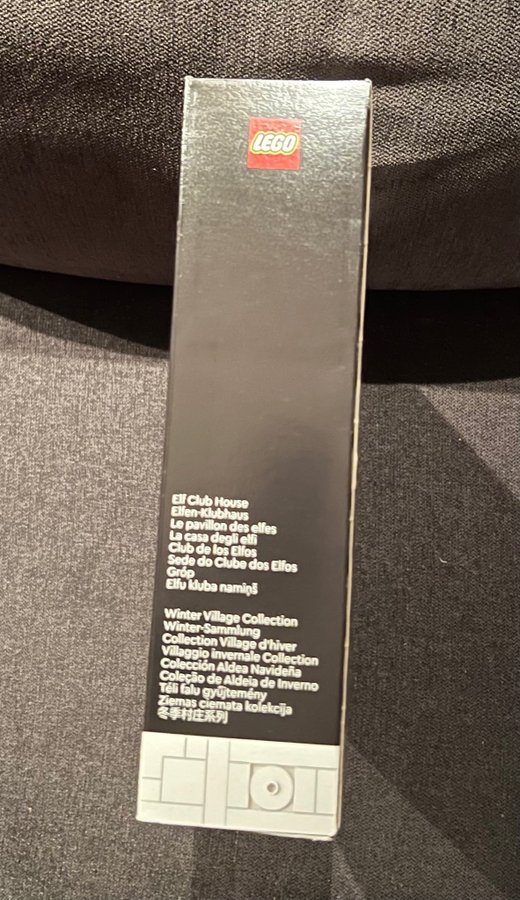 LEGO
Elf Club House
Elfen-Klubhaus
Le pavillon des elfes
La casa degli elfi
Club de los Elfos
Sede do Clube dos Elfos
Gróp
Elfu kluba namiņš
Winter Village Collection
Winter-Sammlung
Collection Village d'hiver
Villaggio invernale Collection
Colección Aldea Navideña
Coleção de Aldeia de Inverno
Téli falu gyűjtemény
Ziemas ciemata kolekcija
冬季村庄系列